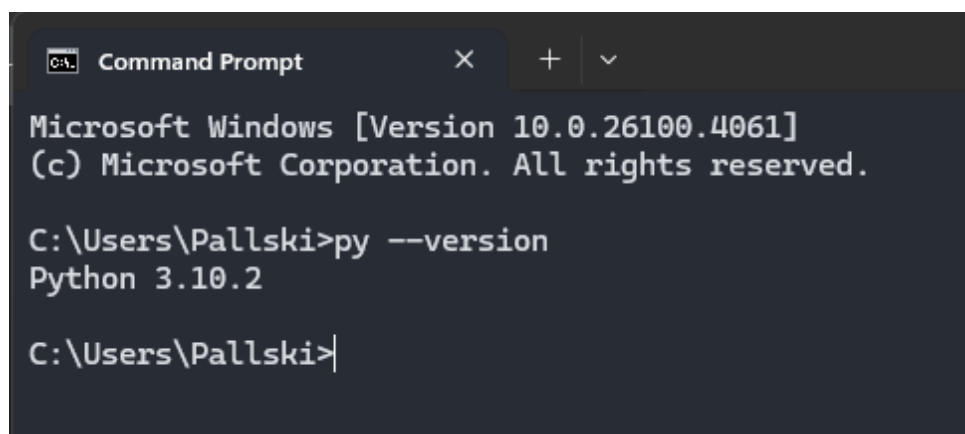 Command Prompt
Microsoft Windows [Version 10.0.26100.4061]
(c) Microsoft Corporation. All rights reserved.
C:\Users\Pallski>py --version
Python 3.10.2
C:\Users\Pallski>